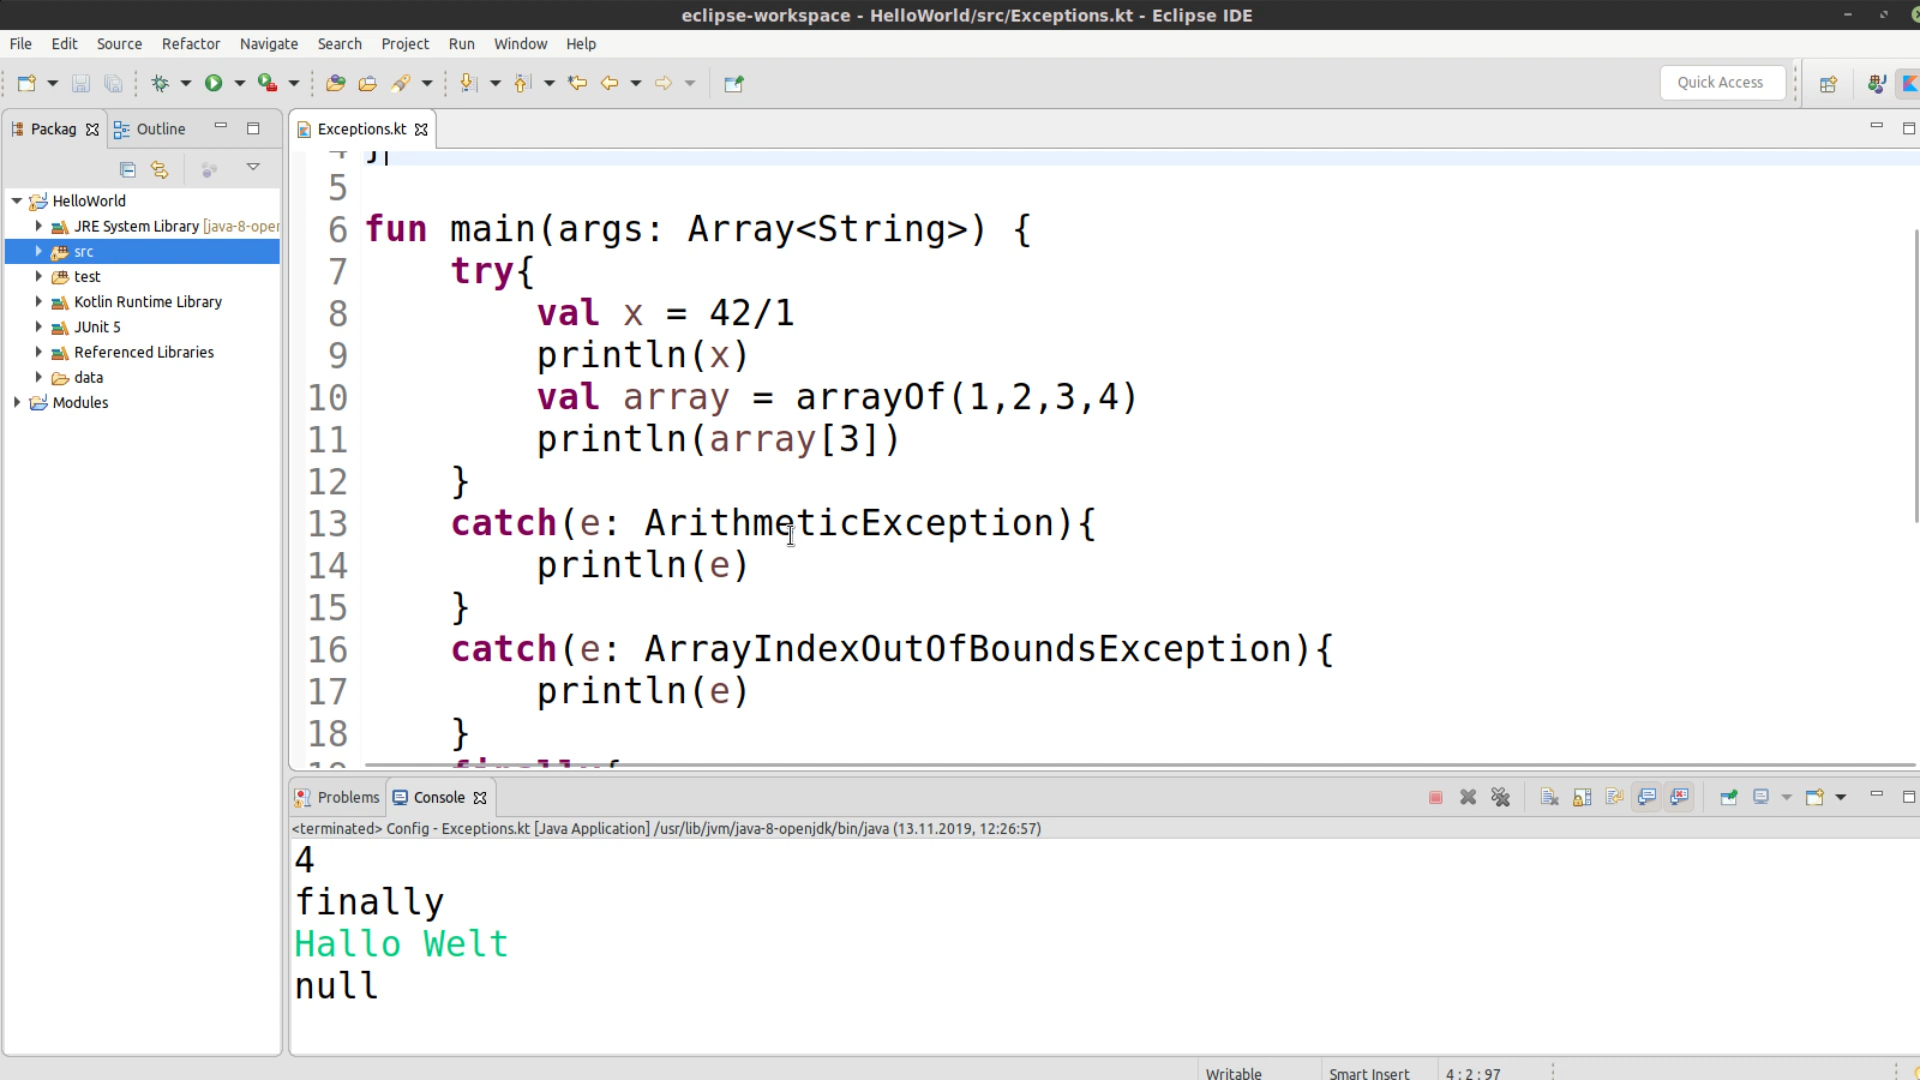 eclipse-workspace - HelloWorld/src/Exceptions.kt - Eclipse IDE
File Edit Source Refactor Navigate Search Project Run Window Help
Quick Access
Packag Outline
Exceptions.kt
HelloWorld
JRE System Library [java-8-oper
src
test
Kotlin Runtime Library
JUnit 5
Referenced Libraries
data
Modules
4 }
5
6 fun main(args: Array<String>) {
7 try{
8 val x = 42/1
9 println(x)
10 val array = arrayOf(1,2,3,4)
11 println(array[3])
12 }
13 catch(e: ArithmeticException){
14 println(e)
15 }
16 catch(e: ArrayIndexOutOfBoundsException){
17 println(e)
18 }
19 finally{
Problems Console
<terminated> Config - Exceptions.kt [Java Application] /usr/lib/jvm/java-8-openjdk/bin/java (13.11.2019, 12:26:57)
4
finally
Hallo Welt
null
Writable Smart Insert 4 : 2 : 97